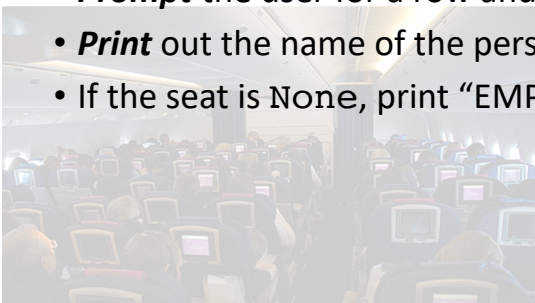 Prompt the user for a row and
• Print out the name of the pers
• If the seat is None, print “EMP